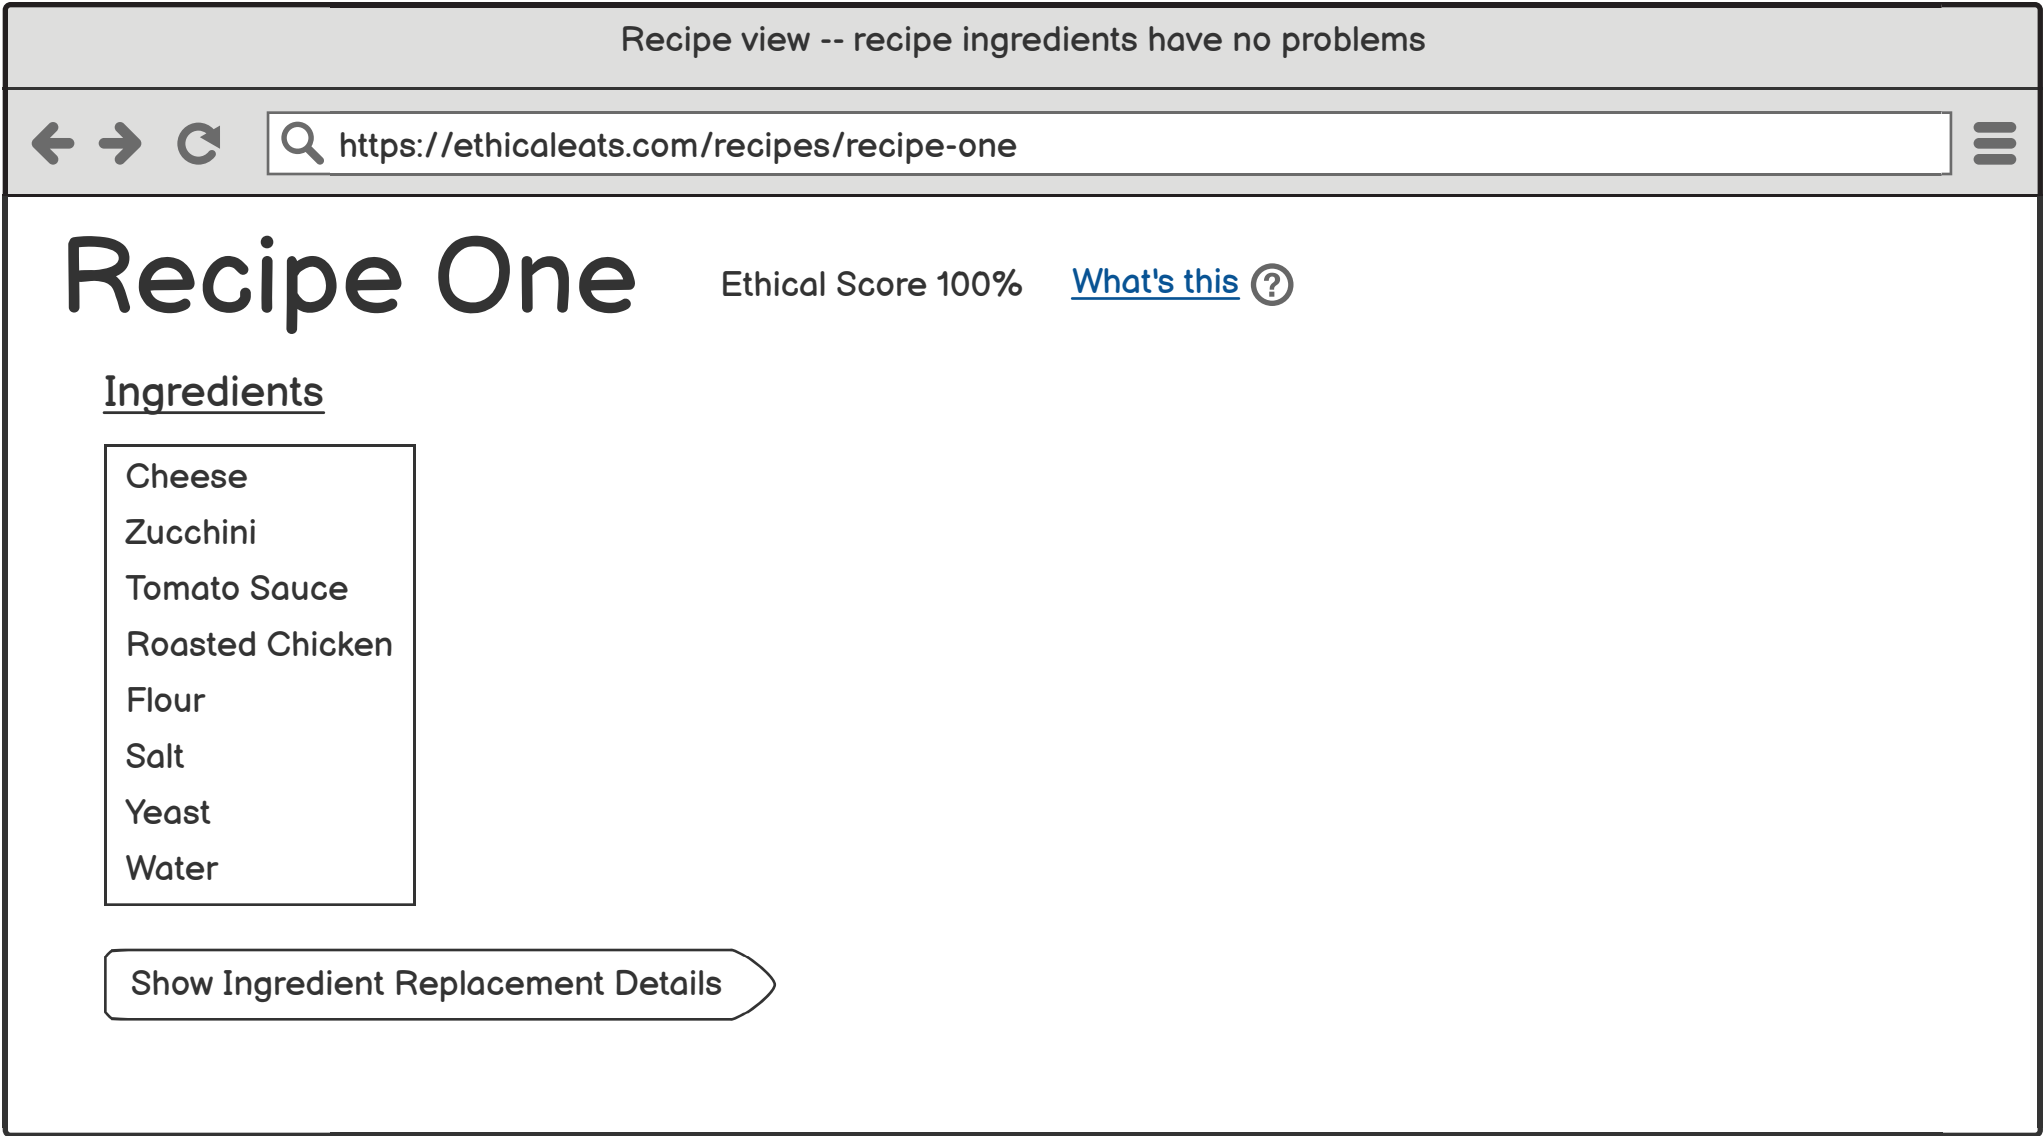 Recipe view -- recipe ingredients have no problems
https://ethicaleats.com/recipes/recipe-one
Recipe One
Ethical Score 100%
What's this ?
Ingredients
Cheese
Zucchini
Tomato Sauce
Roasted Chicken
Flour
Salt
Yeast
Water
Show Ingredient Replacement Details